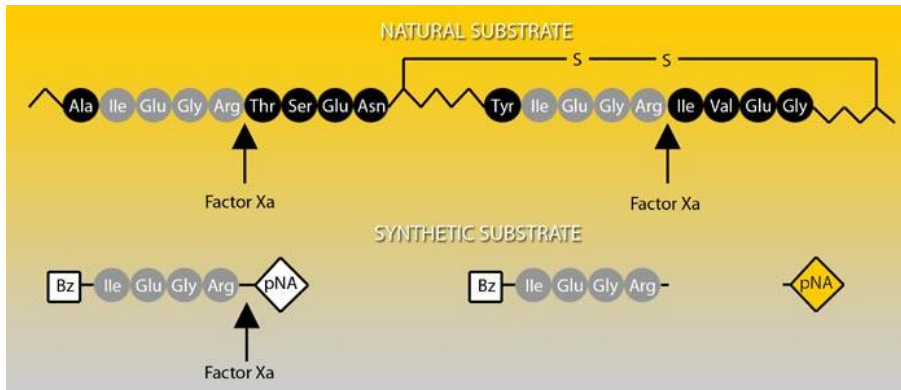 NATURAL SUBSTRATE
S S
Ala Ile Glu Gly Arg Thr Ser Glu Asn Tyr Ile Glu Gly Arg Ile Val Glu Gly
Factor Xa Factor Xa
SYNTHETIC SUBSTRATE
Bz Ile Glu Gly Arg pNA Bz Ile Glu Gly Arg pNA
Factor Xa